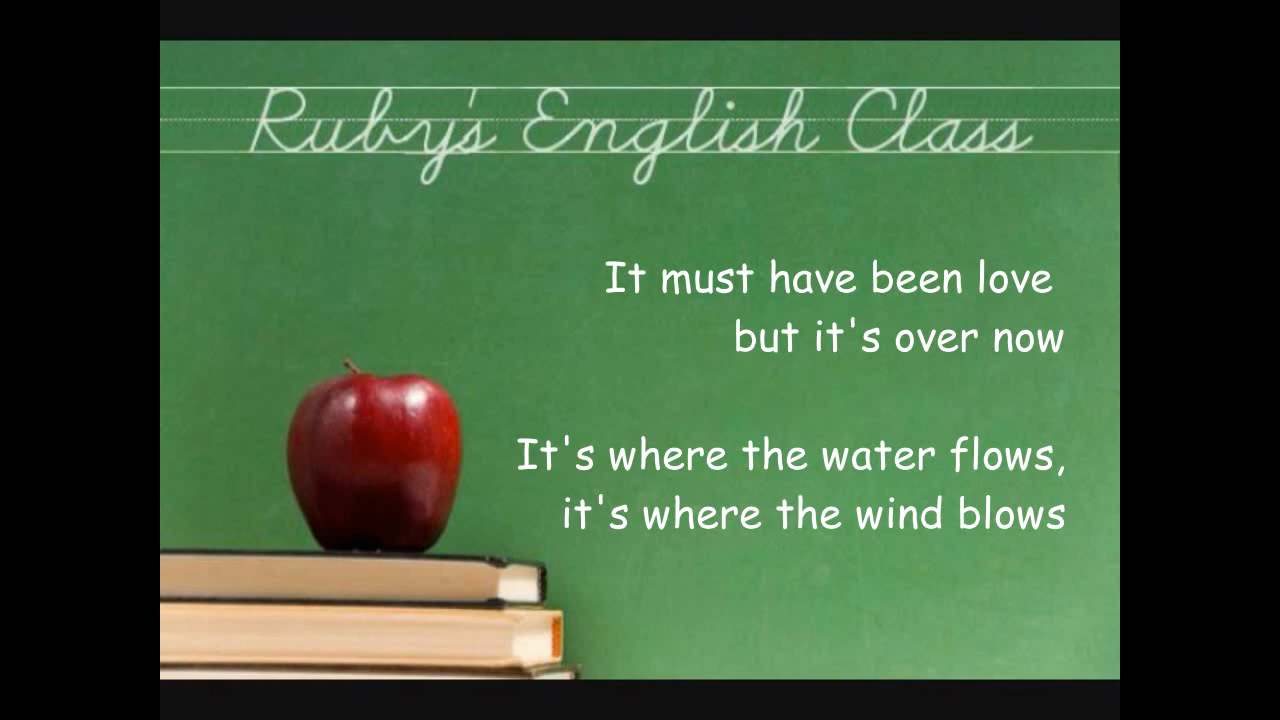 Ruby's English Class
It must have been love
but it's over now
It's where the water flows,
it's where the wind blows